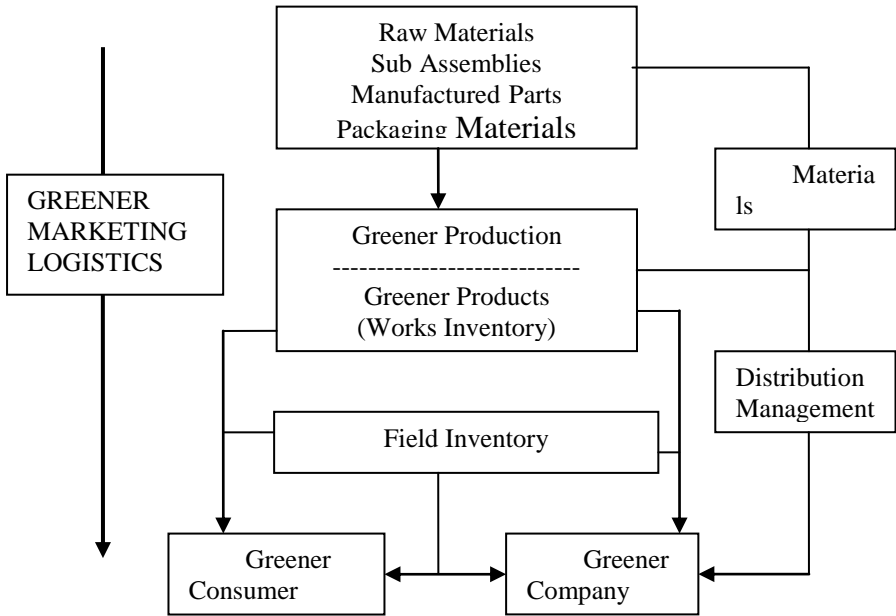 Raw Materials
Sub Assemblies
Manufactured Parts
Packaging Materials
GREENER
MARKETING
LOGISTICS
Materia
ls
Greener Production
----------------------------
Greener Products
(Works Inventory)
Distribution
Management
Field Inventory
Greener
Consumer
Greener
Company